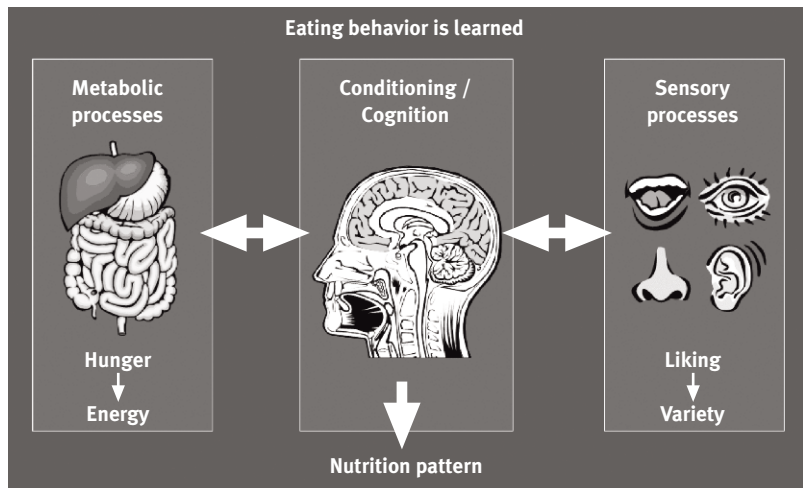 Eating behavior is learned
Metabolic
processes
Hunger
Energy
Conditioning /
Cognition
Nutrition pattern
Sensory
processes
Liking
Variety